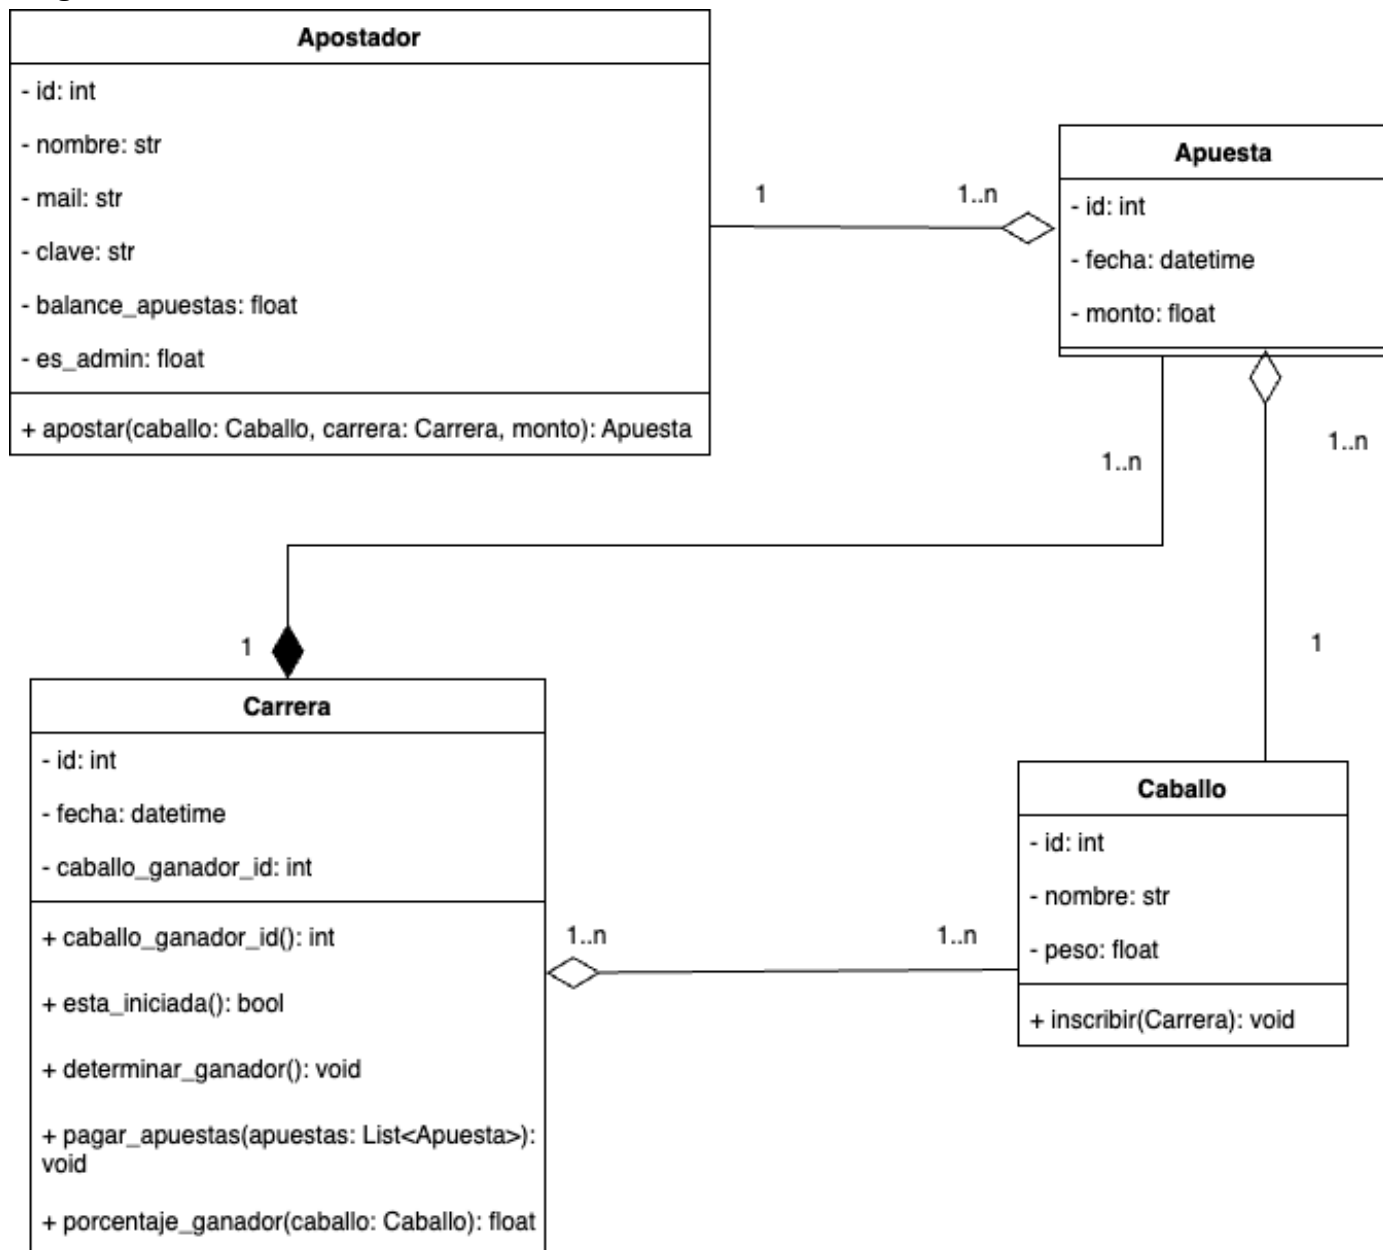 Apostador
- id: int
- nombre: str
- mail: str
- clave: str
- balance_apuestas: float
- es_admin: float
+ apostar(caballo: Caballo, carrera: Carrera, monto): Apuesta
1
1..n
Apuesta
- id: int
- fecha: datetime
- monto: float
1..n
1..n
1
1
Carrera
- id: int
- fecha: datetime
- caballo_ganador_id: int
+ caballo_ganador_id(): int
+ esta_iniciada(): bool
+ determinar_ganador(): void
+ pagar_apuestas(apuestas: List<Apuesta>):
void
+ porcentaje_ganador(caballo: Caballo): float
1..n
1..n
Caballo
- id: int
- nombre: str
- peso: float
+ inscribir(Carrera): void